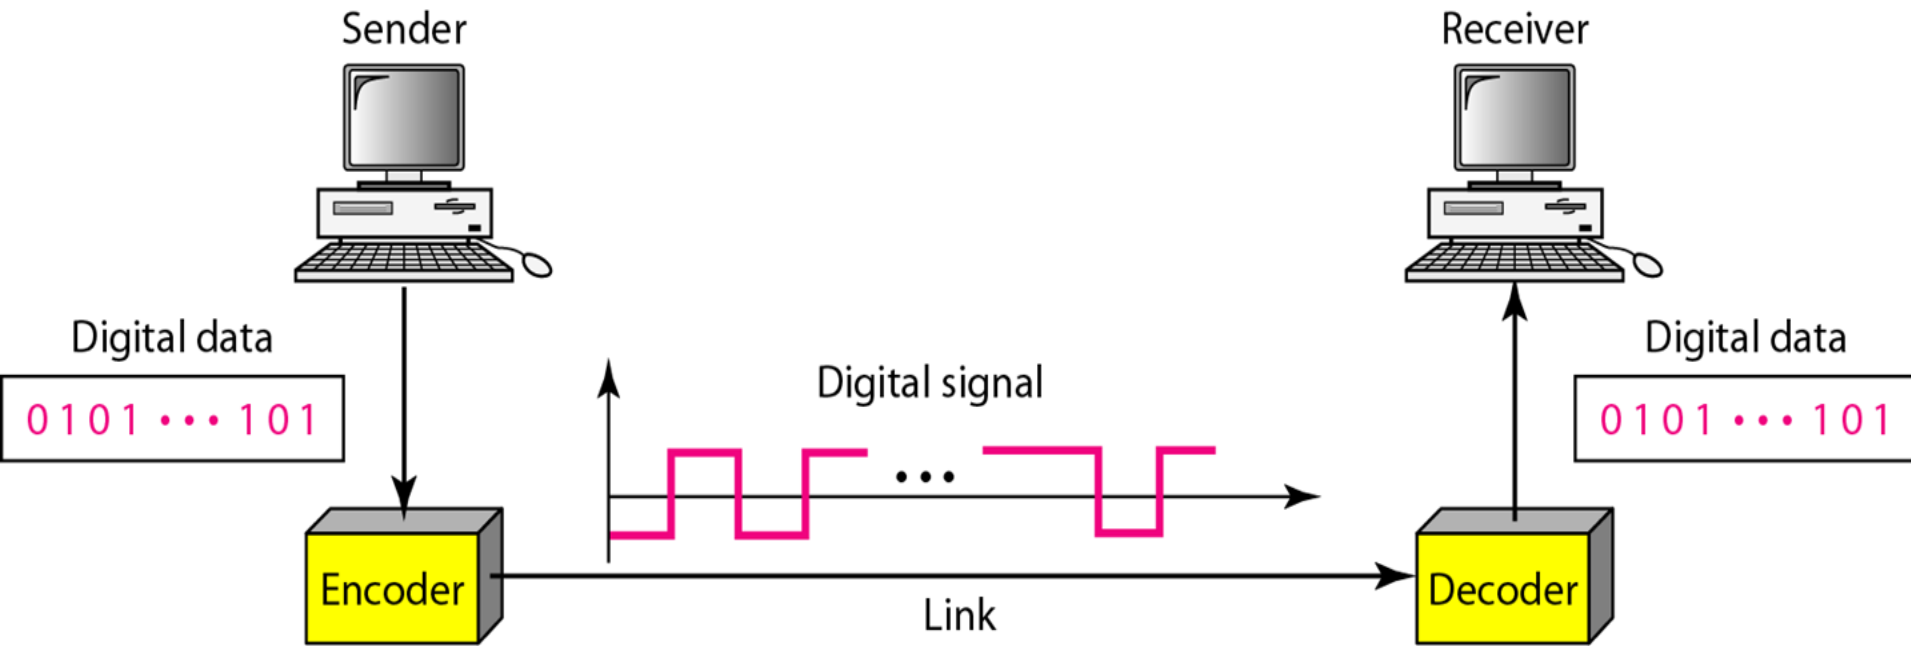 Sender
Receiver
Digital data
0101 ••• 101
Digital signal
•••
Digital data
0101 ••• 101
Encoder
Link
Decoder